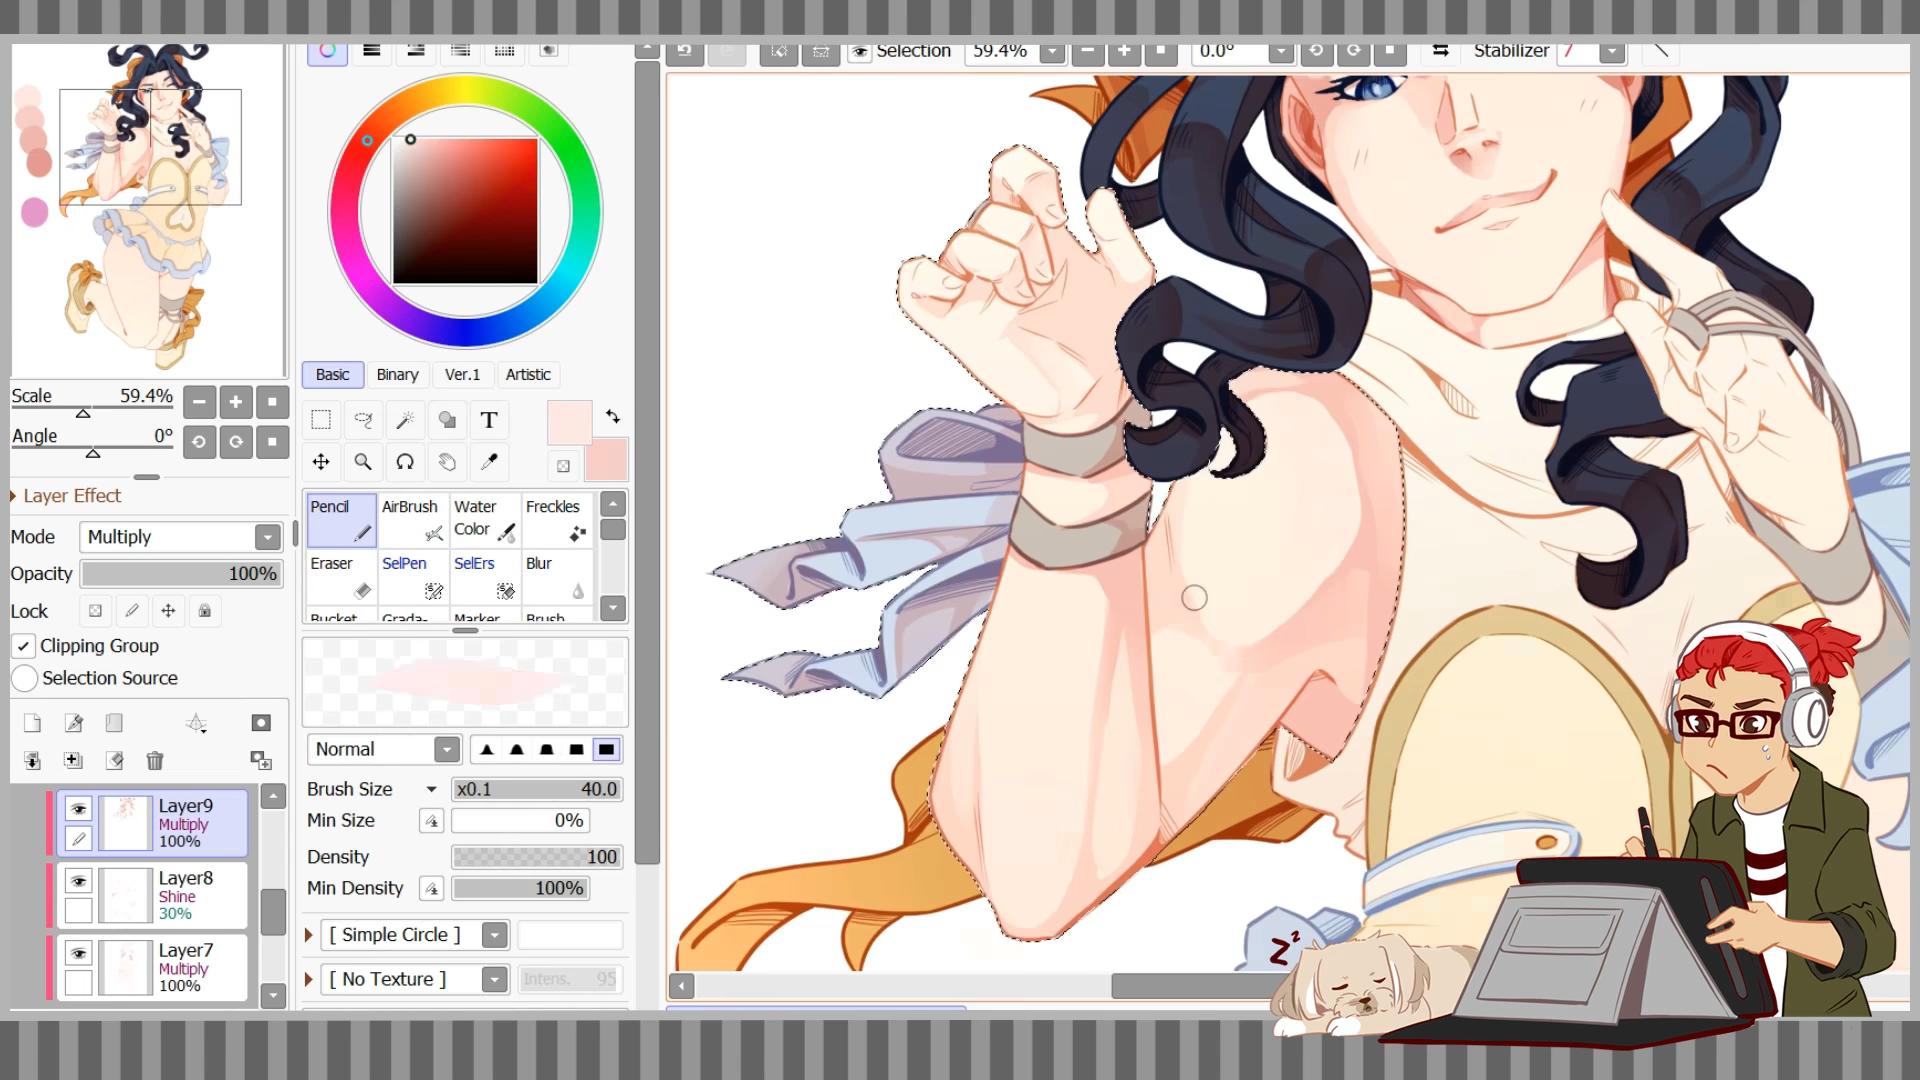 Selection 59.4% 0.0° Stabilizer 7
Scale 59.4%
Angle 0°
Layer Effect
Mode Multiply
Opacity 100%
Lock
Clipping Group
Selection Source
Layer9
Multiply
100%
Layer8
Shine
30%
Layer7
Multiply
100%
Basic Binary Ver.1 Artistic
T
Pencil AirBrush Water Color Freckles
Eraser SelPen SelErs Blur
Bucket Grada- Marker Brush
Normal
Brush Size x0.1 40.0
Min Size 0%
Density 100
Min Density 100%
[ Simple Circle ]
[ No Texture ] Intens. 95
Z z